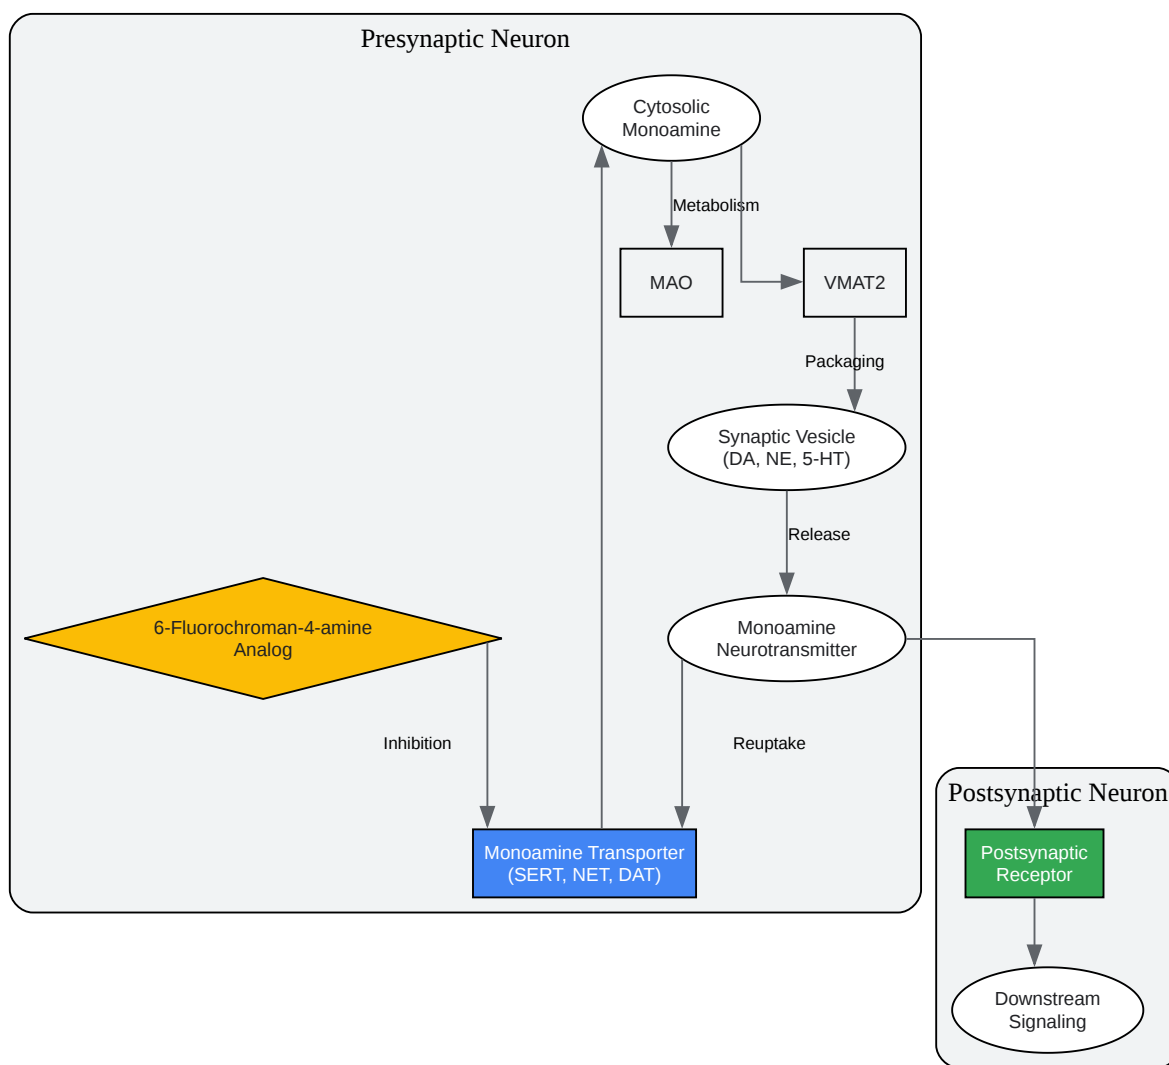 Presynaptic Neuron
Cytosolic
Monoamine
Metabolism
MAO
VMAT2
Packaging
Synaptic Vesicle
(DA, NE, 5-HT)
Release
6-Fluorochroman-4-amine
Analog
Monoamine
Neurotransmitter
Inhibition
Reuptake
Monoamine Transporter
(SERT, NET, DAT)
Postsynaptic Neuron
Postsynaptic
Receptor
Downstream
Signaling